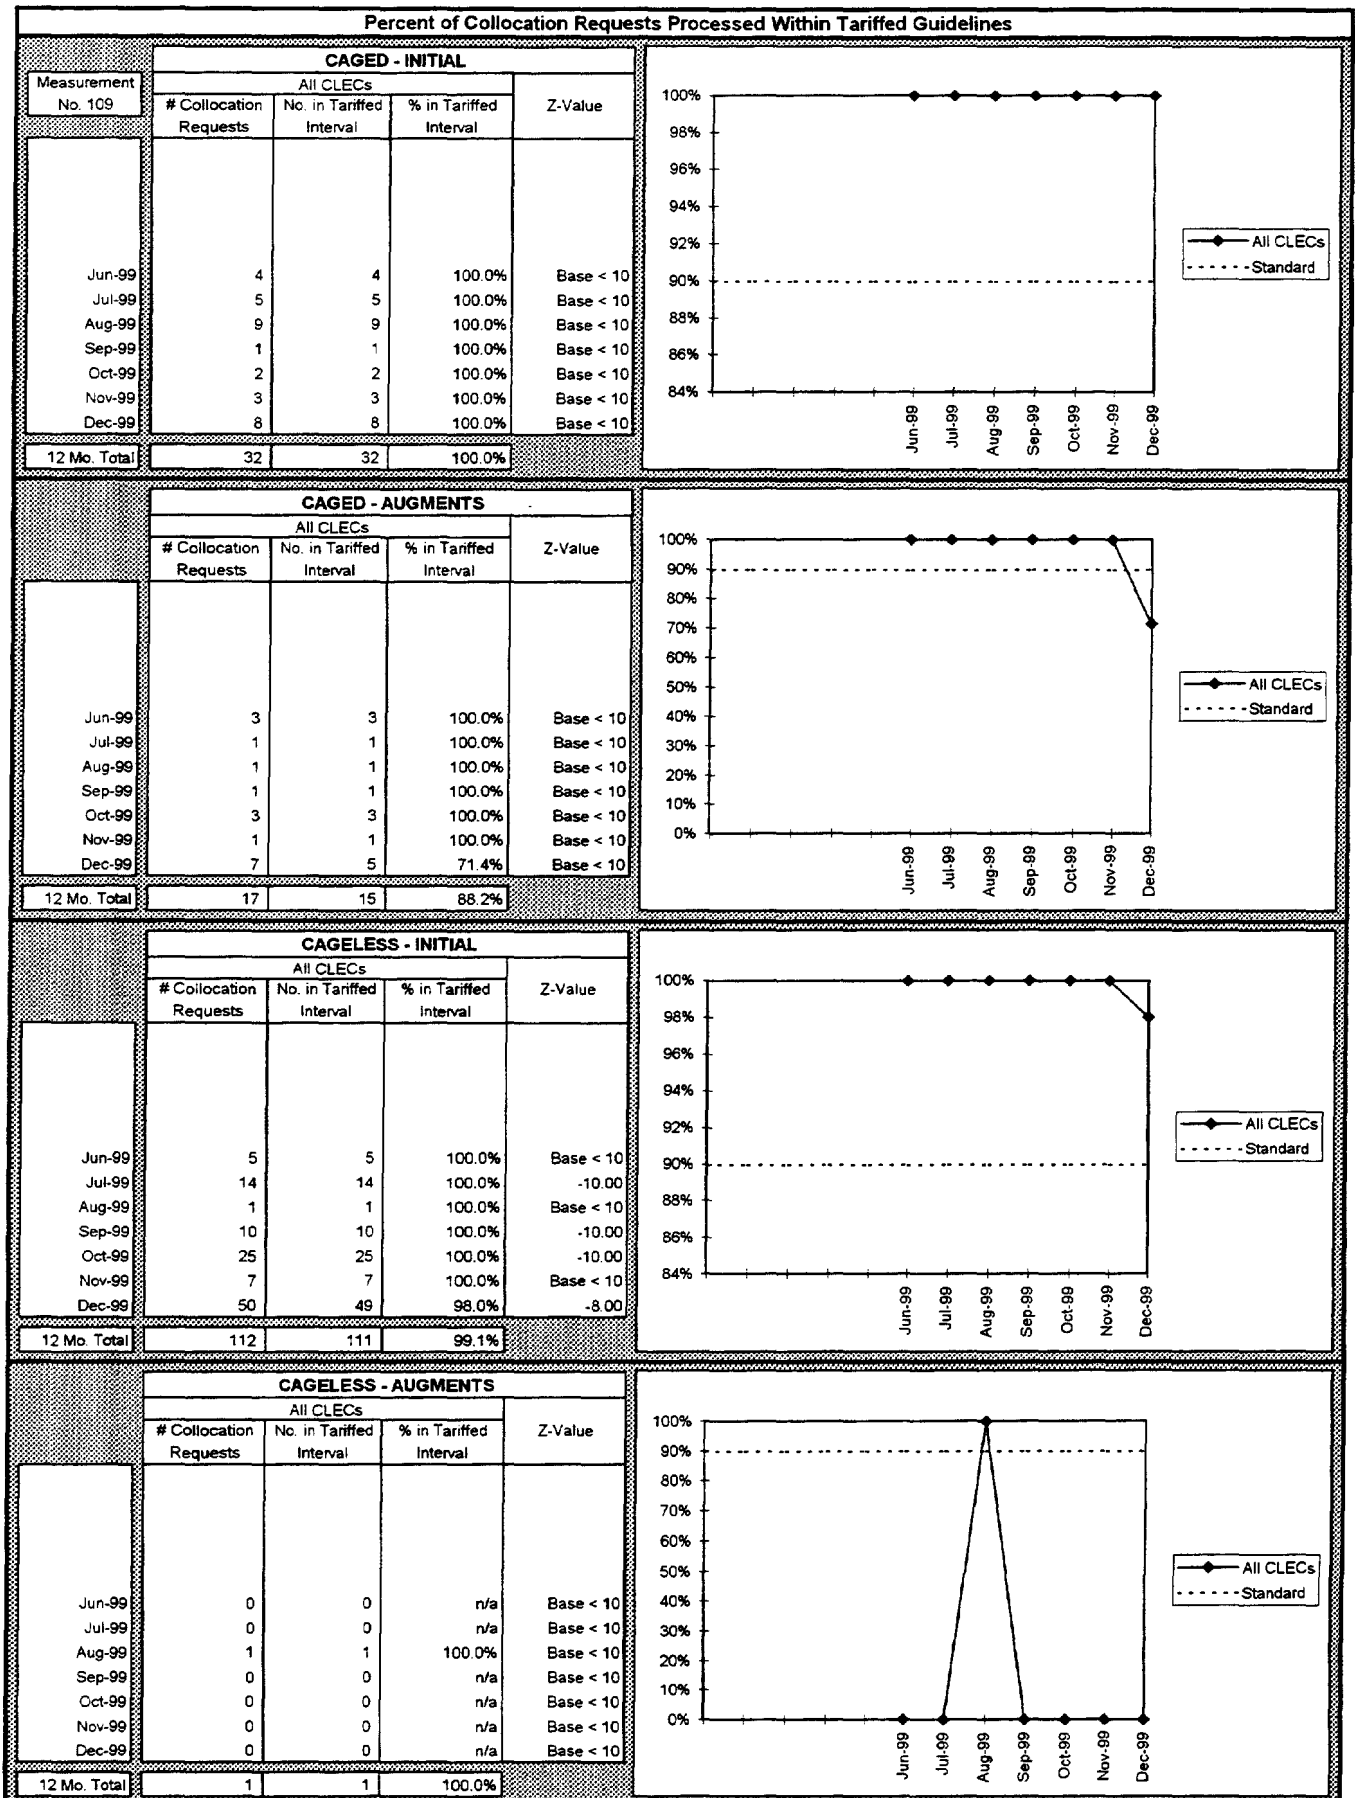 Percent of Collocation Requests Processed Within Tariffed Guidelines
Measurement
No. 109
CAGED - INITIAL
All CLECs
# Collocation Requests
No. in Tariffed Interval
% in Tariffed Interval
Z-Value
Jun-99 4 4 100.0% Base < 10
Jul-99 5 5 100.0% Base < 10
Aug-99 9 9 100.0% Base < 10
Sep-99 1 1 100.0% Base < 10
Oct-99 2 2 100.0% Base < 10
Nov-99 3 3 100.0% Base < 10
Dec-99 8 8 100.0% Base < 10
12 Mo. Total 32 32 100.0%
100%
98%
96%
94%
92%
90%
88%
86%
84%
Jun-99
Jul-99
Aug-99
Sep-99
Oct-99
Nov-99
Dec-99
All CLECs
Standard
CAGED - AUGMENTS
All CLECs
# Collocation Requests
No. in Tariffed Interval
% in Tariffed Interval
Z-Value
Jun-99 3 3 100.0% Base < 10
Jul-99 1 1 100.0% Base < 10
Aug-99 1 1 100.0% Base < 10
Sep-99 1 1 100.0% Base < 10
Oct-99 3 3 100.0% Base < 10
Nov-99 1 1 100.0% Base < 10
Dec-99 7 5 71.4% Base < 10
12 Mo. Total 17 15 88.2%
100%
90%
80%
70%
60%
50%
40%
30%
20%
10%
0%
Jun-99
Jul-99
Aug-99
Sep-99
Oct-99
Nov-99
Dec-99
All CLECs
Standard
CAGELESS - INITIAL
All CLECs
# Collocation Requests
No. in Tariffed Interval
% in Tariffed Interval
Z-Value
Jun-99 5 5 100.0% Base < 10
Jul-99 14 14 100.0% -10.00
Aug-99 1 1 100.0% Base < 10
Sep-99 10 10 100.0% -10.00
Oct-99 25 25 100.0% -10.00
Nov-99 7 7 100.0% Base < 10
Dec-99 50 49 98.0% -8.00
12 Mo. Total 112 111 99.1%
100%
98%
96%
94%
92%
90%
88%
86%
84%
Jun-99
Jul-99
Aug-99
Sep-99
Oct-99
Nov-99
Dec-99
All CLECs
Standard
CAGELESS - AUGMENTS
All CLECs
# Collocation Requests
No. in Tariffed Interval
% in Tariffed Interval
Z-Value
Jun-99 0 0 n/a Base < 10
Jul-99 0 0 n/a Base < 10
Aug-99 1 1 100.0% Base < 10
Sep-99 0 0 n/a Base < 10
Oct-99 0 0 n/a Base < 10
Nov-99 0 0 n/a Base < 10
Dec-99 0 0 n/a Base < 10
12 Mo. Total 1 1 100.0%
100%
90%
80%
70%
60%
50%
40%
30%
20%
10%
0%
Jun-99
Jul-99
Aug-99
Sep-99
Oct-99
Nov-99
Dec-99
All CLECs
Standard